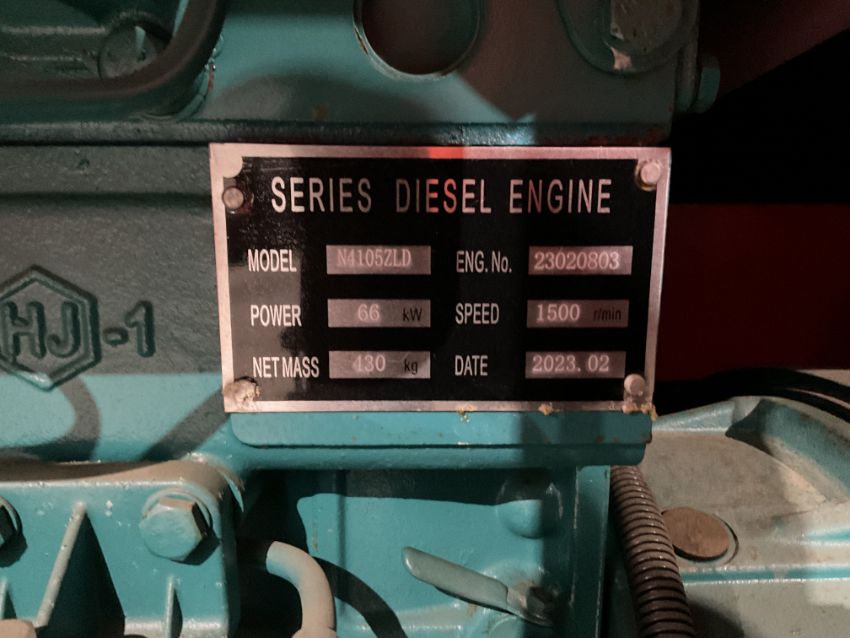 SERIES DIESEL ENGINE
MODEL N4105ZLD ENG. No. 23020803
POWER 66 kW SPEED 1500 r/min
NET MASS 430 kg DATE 2023.02
HJ-1